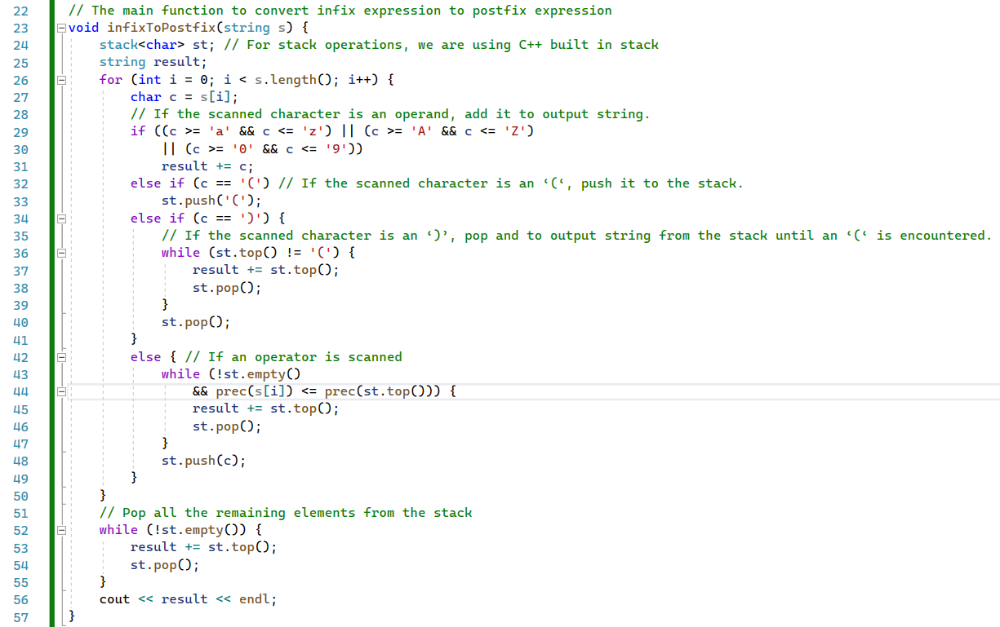 22 // The main function to convert infix expression to postfix expression
23 void infixToPostfix(string s) {
24     stack<char> st; // For stack operations, we are using C++ built in stack
25     string result;
26     for (int i = 0; i < s.length(); i++) {
27         char c = s[i];
28         // If the scanned character is an operand, add it to output string.
29         if ((c >= 'a' && c <= 'z') || (c >= 'A' && c <= 'Z')
30             || (c >= '0' && c <= '9'))
31             result += c;
32         else if (c == '(') // If the scanned character is an ‘(‘, push it to the stack.
33             st.push('(');
34         else if (c == ')') {
35             // If the scanned character is an ‘)’, pop and to output string from the stack until an ‘(‘ is encountered.
36             while (st.top() != '(') {
37                 result += st.top();
38                 st.pop();
39             }
40             st.pop();
41         }
42         else { // If an operator is scanned
43             while (!st.empty()
44                 && prec(s[i]) <= prec(st.top())) {
45                 result += st.top();
46                 st.pop();
47             }
48             st.push(c);
49         }
50     }
51     // Pop all the remaining elements from the stack
52     while (!st.empty()) {
53         result += st.top();
54         st.pop();
55     }
56     cout << result << endl;
57 }